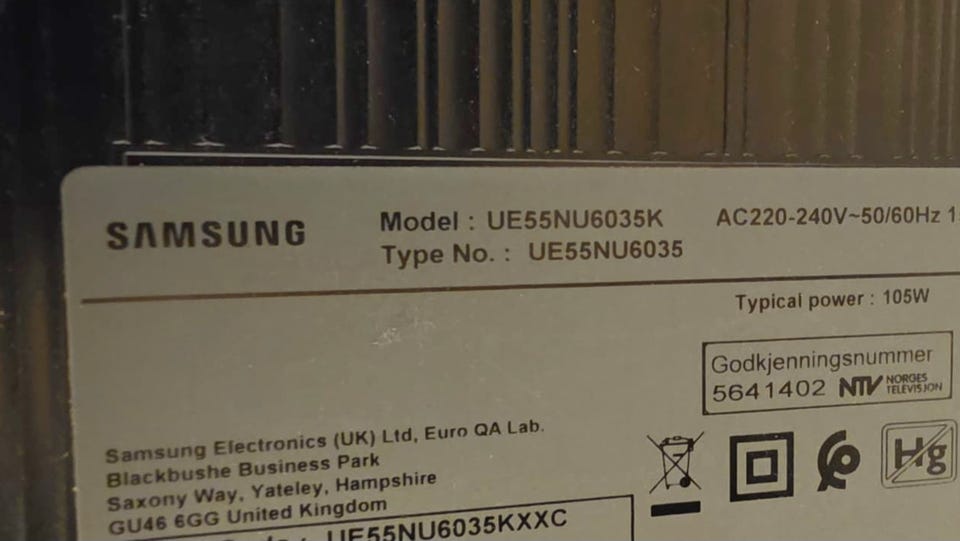 SAMSUNG
Model : UE55NU6035K
Type No. : UE55NU6035
AC220-240V~50/60Hz
Typical power : 105W
Godkjenningsnummer
5641402 NTV NORGES TELEVISJON
Samsung Electronics (UK) Ltd, Euro QA Lab.
Blackbushe Business Park
Saxony Way, Yateley, Hampshire
GU46 6GG United Kingdom
Hg
UE55NU6035KXXC